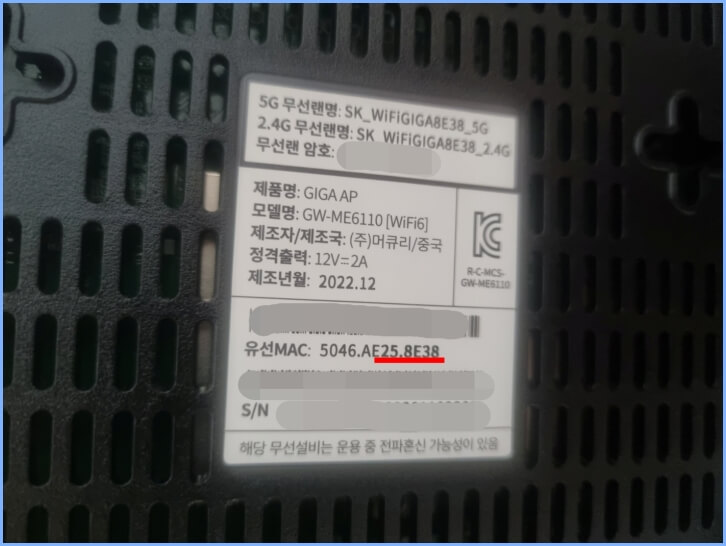 5G 무선랜명: SK_WiFiGIGA8E38_5G
2.4G 무선랜명: SK_WiFiGIGA8E38_2.4G
무선랜 암호:
제품명: GIGA AP
모델명: GW-ME6110 [WiFi6]
제조자/제조국: (주)머큐리/중국
정격출력: 12V⎓2A
제조년월: 2022.12
R-C-MCS-
GW-ME6110
유선MAC: 5046.AE25.8E38
S/N
해당 무선설비는 운용 중 전파혼신 가능성이 있음